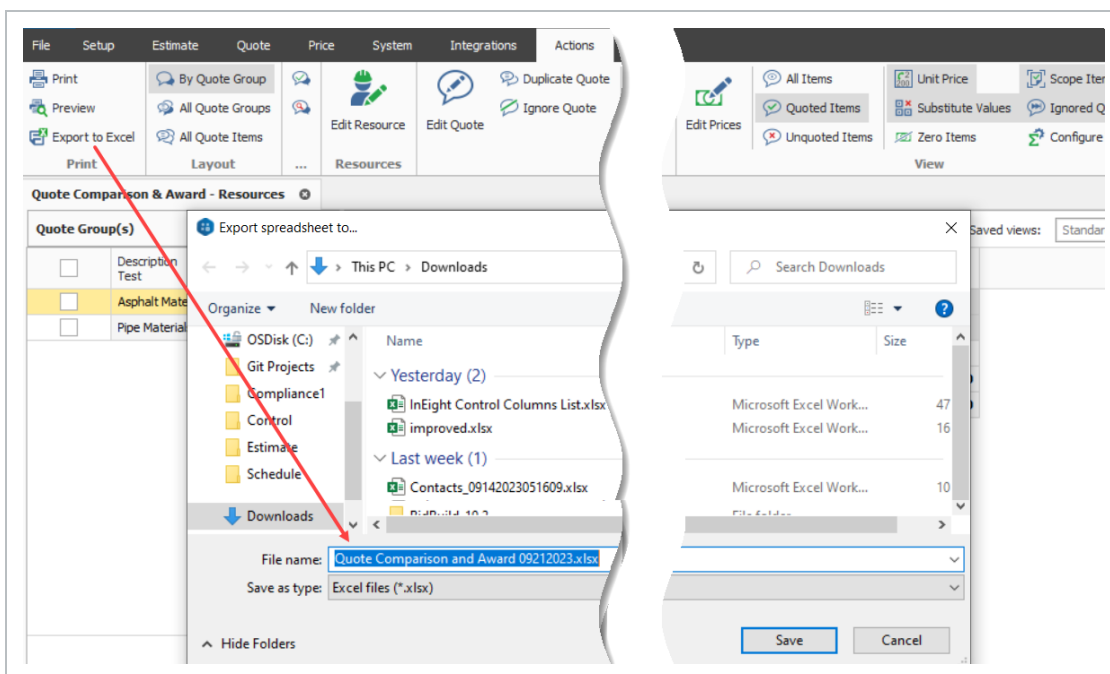 File Setup Estimate Quote Price System Integrations Actions
Print By Quote Group Duplicate Quote All Items Unit Price Scope Iter
Preview All Quote Groups Ignore Quote Quoted Items Substitute Values Ignored Q
Export to Excel All Quote Items Edit Resource Edit Quote Edit Prices Unquoted Items Zero Items Configure
Print Layout ... Resources View
Quote Comparison & Award - Resources
Quote Group(s) Export spreadsheet to... Saved views: Standar
Description
Test
This PC > Downloads Search Downloads
Asphalt Mate
Organize New folder
Pipe Material
OSDisk (C:) Name Type Size
Git Projects
Compliance1 Yesterday (2)
Control InEight Control Columns List.xlsx Microsoft Excel Work... 47
Estimate improved.xlsx Microsoft Excel Work... 16
Schedule Last week (1)
Contacts_09142023051609.xlsx Microsoft Excel Work... 10
Downloads
File name: Quote Comparison and Award 09212023.xlsx
Save as type: Excel files (*.xlsx)
Hide Folders Save Cancel